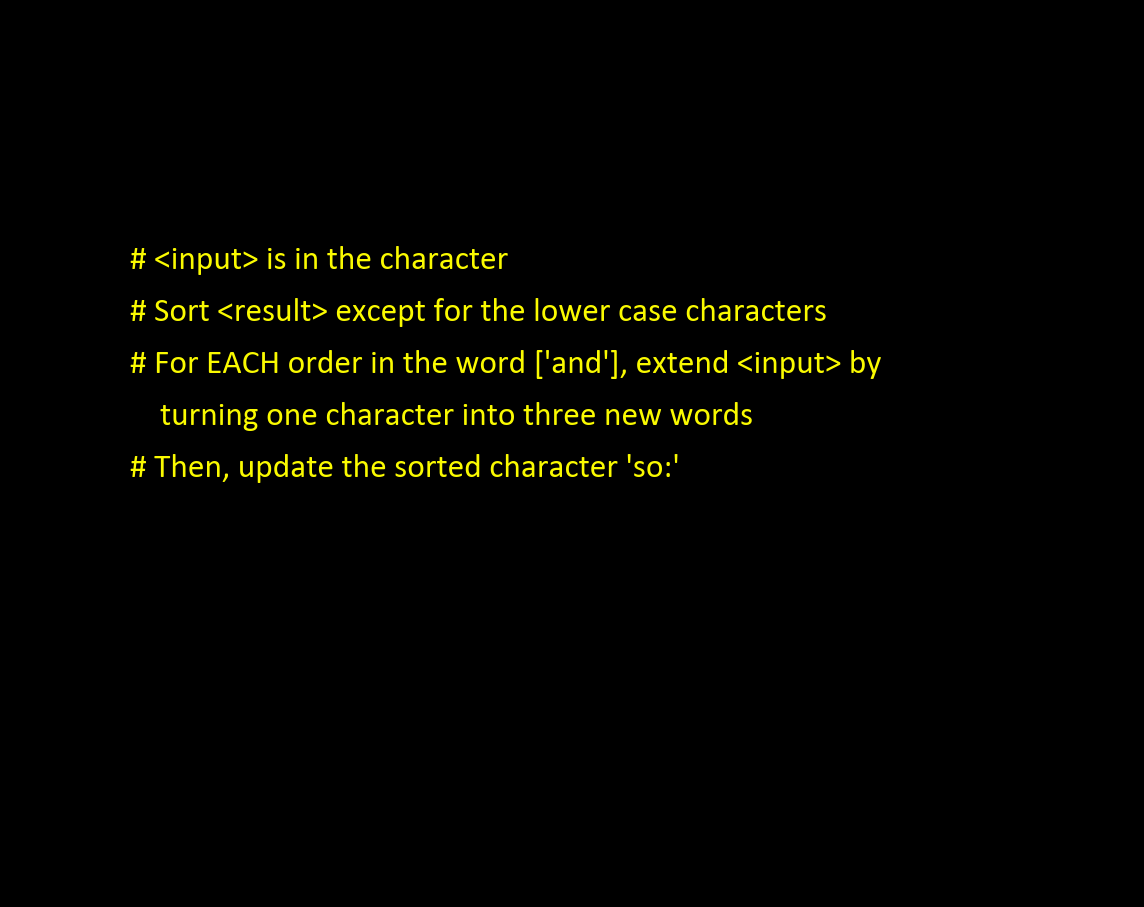 # <input> is in the character
# Sort <result> except for the lower case characters
# For EACH order in the word ['and'], extend <input> by
turning one character into three new words
# Then, update the sorted character 'so:'